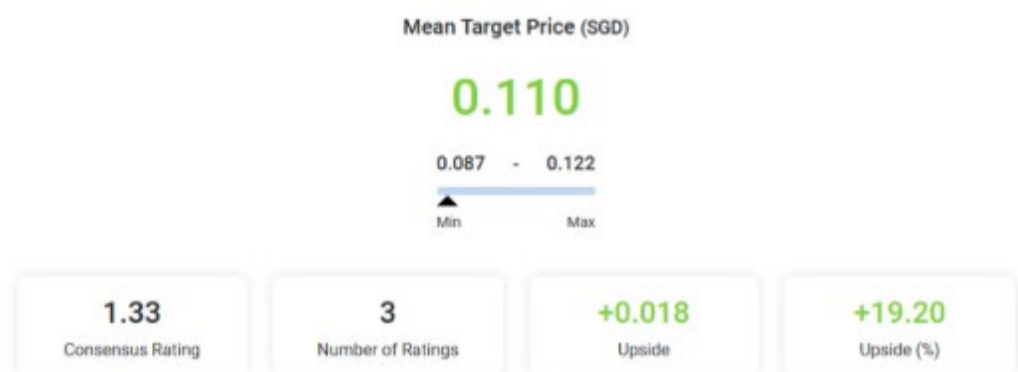 Mean Target Price (SGD)
0.110
0.087 - 0.122
Min Max
1.33 3 +0.018 +19.20
Consensus Rating Number of Ratings Upside Upside (%)